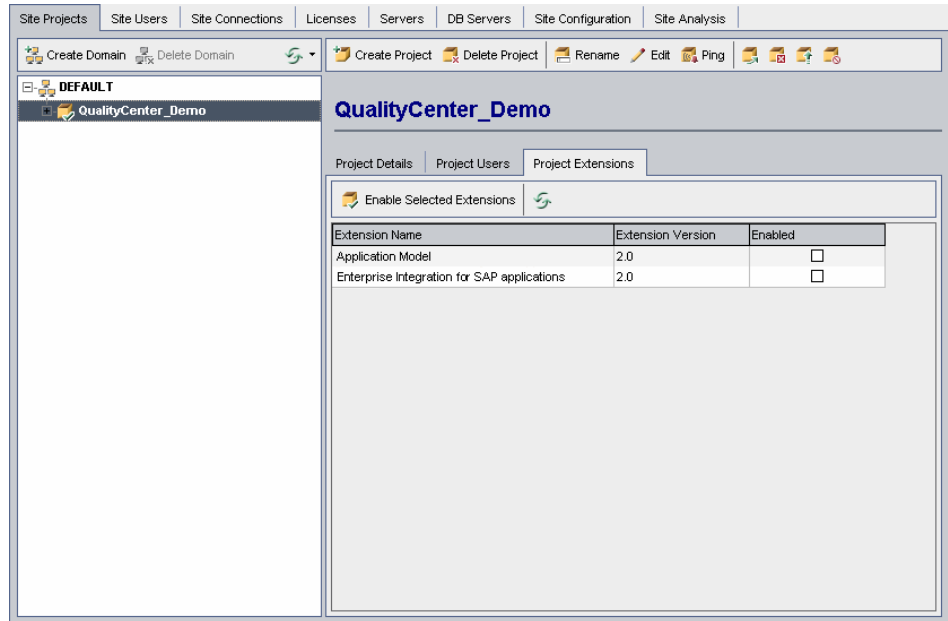 Site Projects Site Users Site Connections Licenses Servers DB Servers Site Configuration Site Analysis
Create Domain Delete Domain
Create Project Delete Project Rename Edit Ping
DEFAULT
QualityCenter_Demo
QualityCenter_Demo
Project Details Project Users Project Extensions
Enable Selected Extensions
Extension Name Extension Version Enabled
Application Model 2.0
Enterprise Integration for SAP applications 2.0